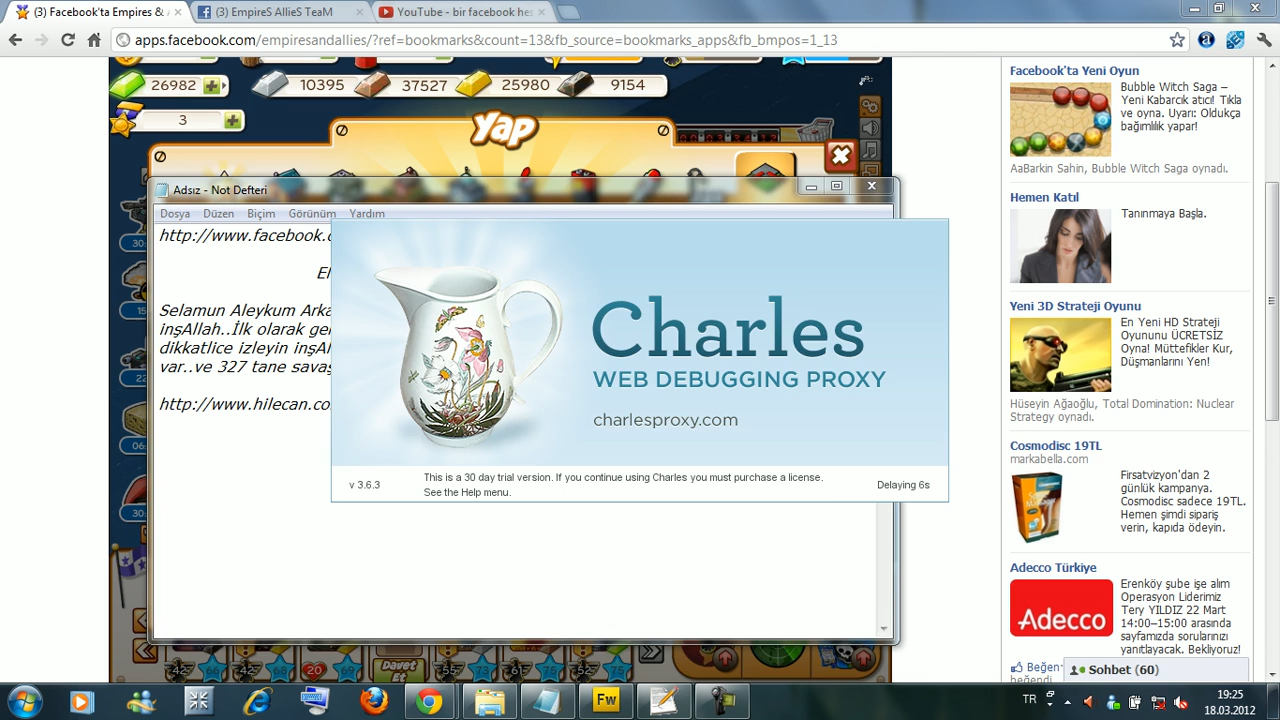 (3) Facebook'ta Empires &
(3) EmpireS AllieS TeaM
YouTube - bir facebook he
apps.facebook.com/empiresandallies/?ref=bookmarks&count=13&fb_source=bookmarks_apps&fb_bmpos=1_13
26982
10395
37527
25980
9154
3
Yap
Adsız - Not Defteri
Dosya
Düzen
Biçim
Görünüm
Yardım
http://www.facebook.c
El
Selamun Aleykum Arka
inşAllah..İlk olarak gel
dikkatlice izleyin inşAl
var..ve 327 tane savaş
http://www.hilecan.co
Charles
WEB DEBUGGING PROXY
charlesproxy.com
v 3.6.3
This is a 30 day trial version. If you continue using Charles you must purchase a license.
See the Help menu.
Delaying 6s
Davet
Et
Facebook'ta Yeni Oyun
Bubble Witch Saga –
Yeni Kabarcık atıcı! Tıkla
ve oyna. Uyarı: Oldukça
bağımlılık yapar!
AaBarkin Sahin, Bubble Witch Saga oynadı.
Hemen Katıl
Tanınmaya Başla.
Yeni 3D Strateji Oyunu
En Yeni HD Strateji
Oyununu ÜCRETSİZ
Oyna! Müttefikler Kur,
Düşmanlarını Yen!
Hüseyin Ağaoğlu, Total Domination: Nuclear
Strategy oynadı.
Cosmodisc 19TL
markabella.com
Fırsatvizyon'dan 2
günlük kampanya.
Cosmodisc sadece 19TL.
Hemen şimdi sipariş
verin, kapıda ödeyin.
Adecco Türkiye
Adecco
Erenköy şube işe alım
Operasyon Liderimiz
Tery YILDIZ 22 Mart
14:00–15:00 arasında
sayfamızda sorularınızı
yanıtlayacak. Bekliyoruz!
Beğen
Sohbet (60)
Fw
TR
19:25
18.03.2012